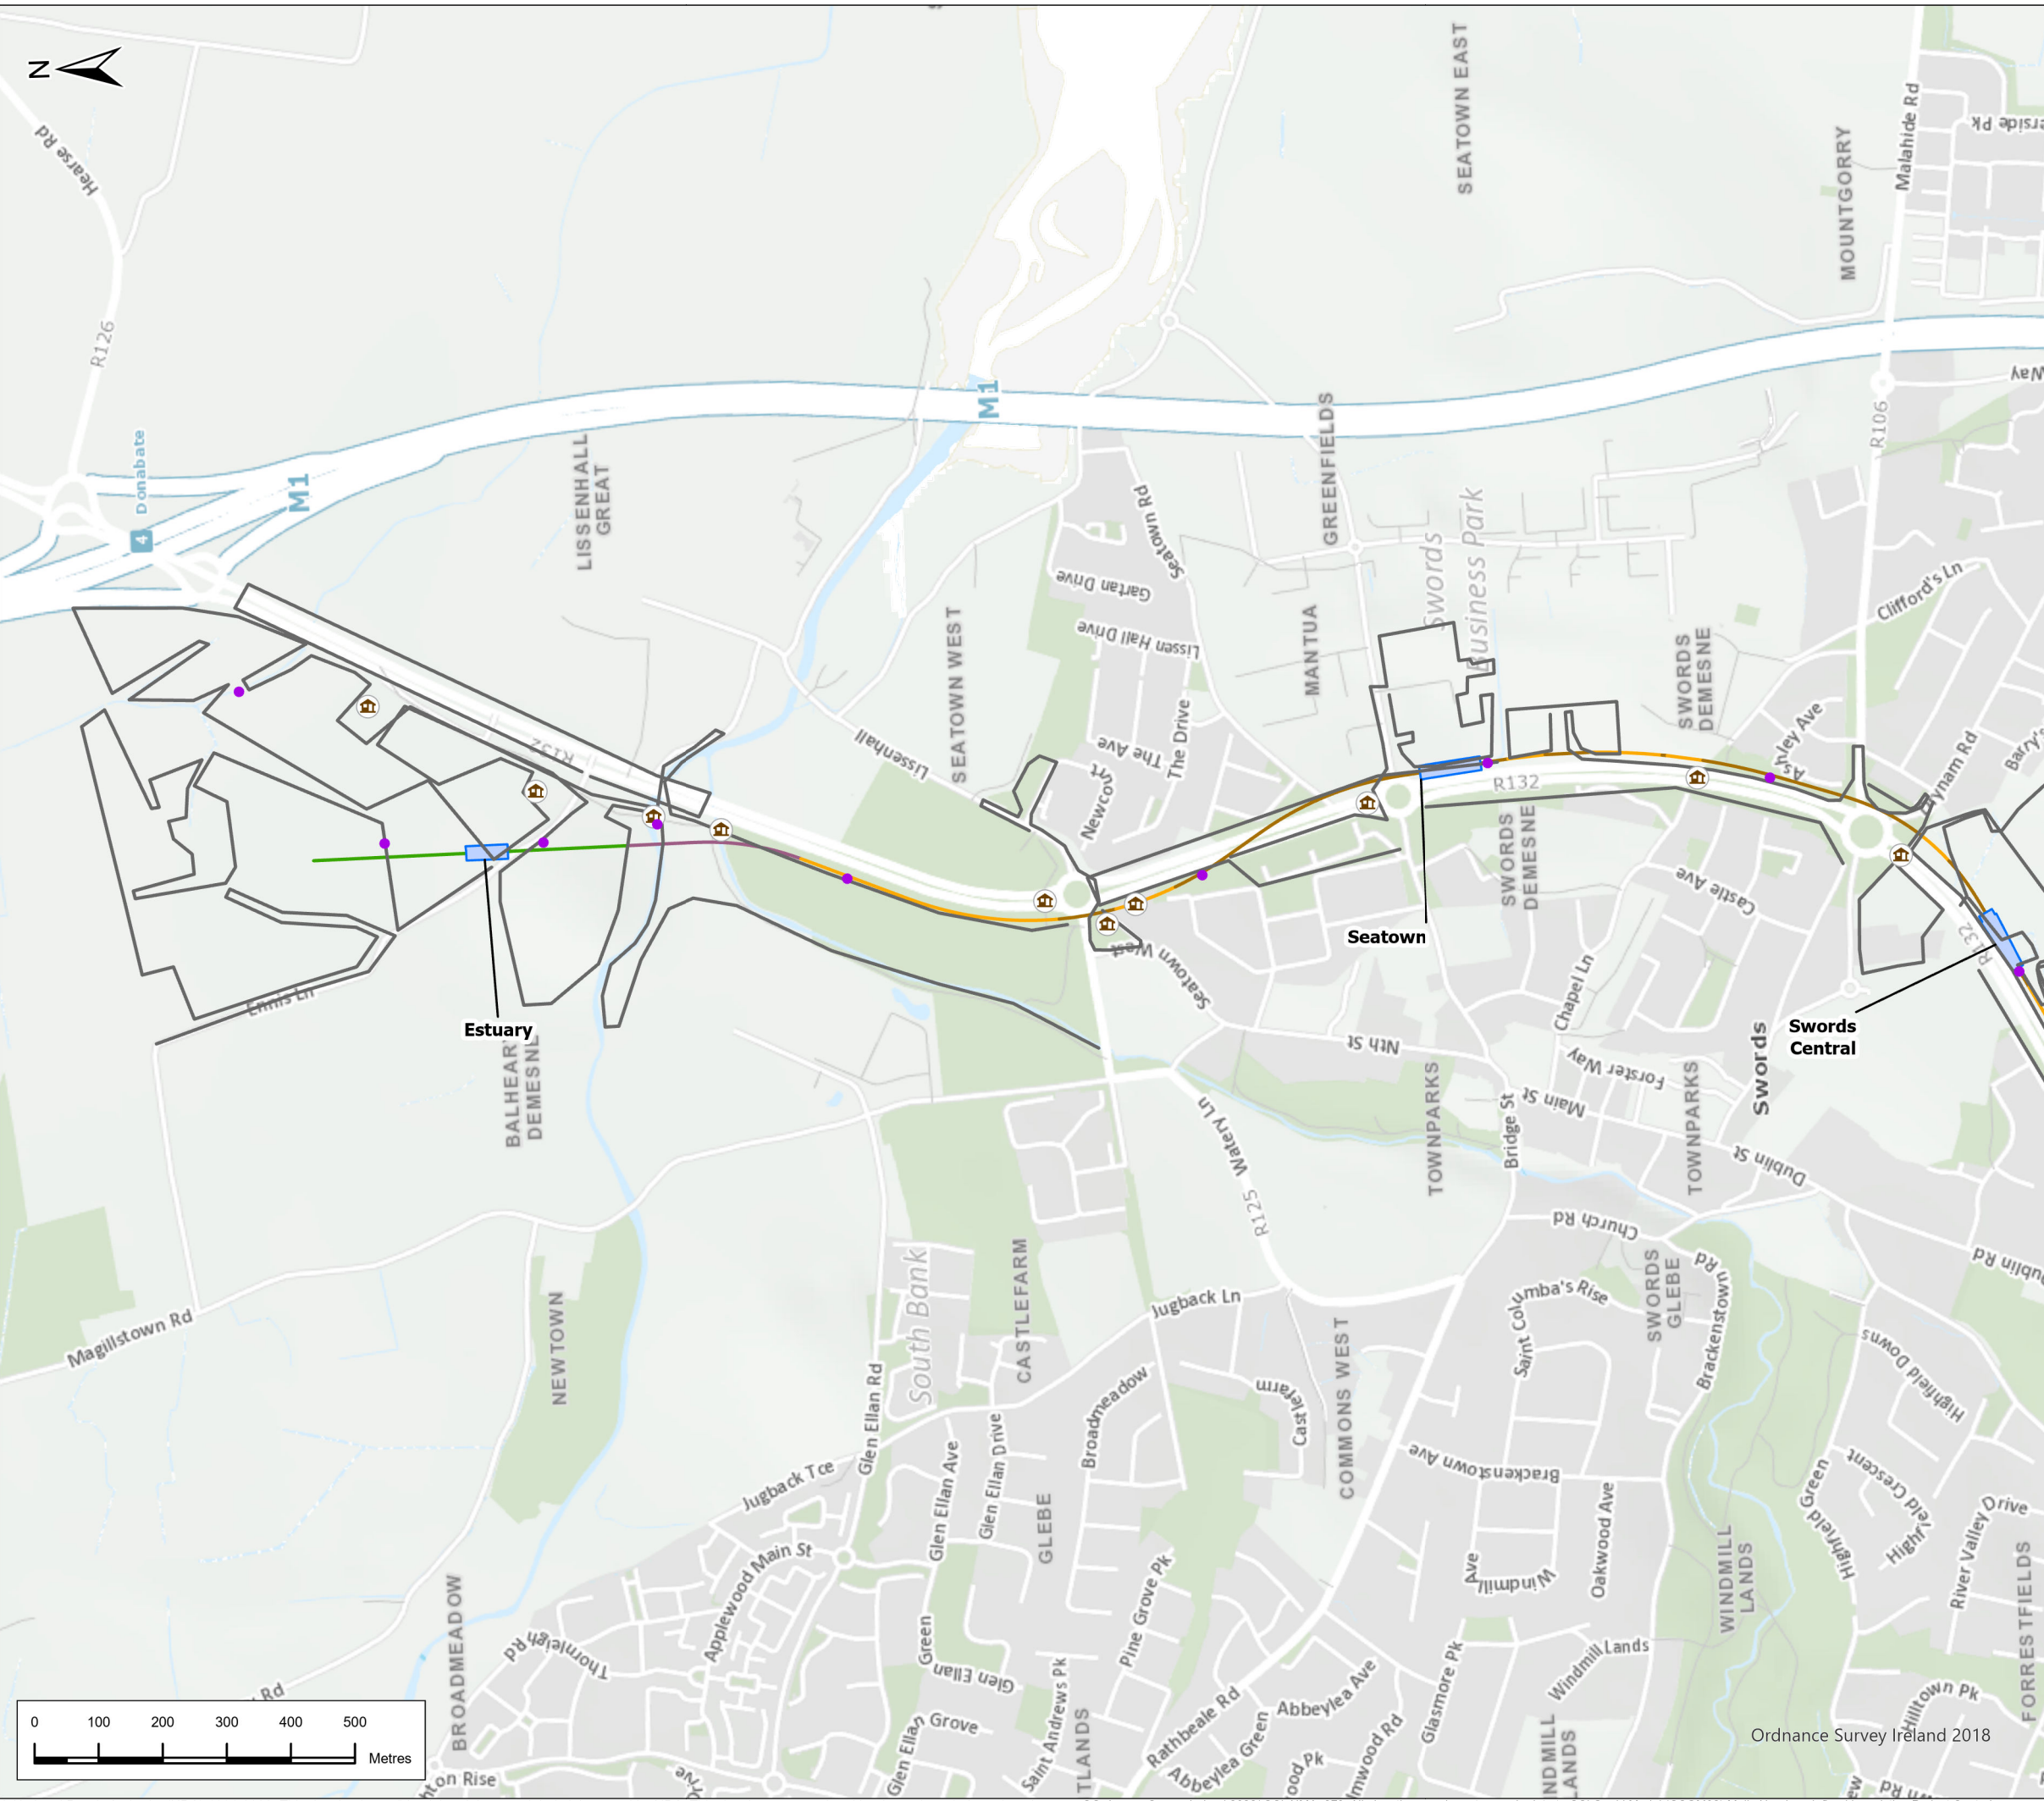 N
Hearse Rd
R126
Donabate
4
M1
M1
LISSENHALL
GREAT
SEATOWN EAST
MOUNTGORRY
Malahide Rd
R106
GREENFIELDS
Swords
Business Park
Seatown Rd
Gartan Drive
Lissen Hall Drive
MANTUA
SEATOWN WEST
The Drive
The Ave
Newcourt
Lissenhall
R132
SWORDS
DEMESNE
Clifford's Ln
R132
R132
SWORDS
DEMESNE
Castle Ave
Seatown
Seatown West
Swords
Central
Chapel Ln
Ennis Ln
Estuary
DEMESNE
Nth St
Forster Way
Main St
Swords
TOWNPARKS
TOWNPARKS
Bridge St
Dublin St
Watery Ln
R125
Church Rd
SWORDS
GLEBE
Brackenstown Rd
Dublin Rd
Magillstown Rd
NEWTOWN
South Bank
CASTLEFARM
Jugback Ln
Saint Columba's Rise
COMMONS WEST
Castlefarm
Broadmeadow
Glen Ellan Rd
Glen Ellan Ave
Glen Ellan Drive
Jugback Tce
GLEBE
Brackenstown Ave
Oakwood Ave
Windmill Ave
WINDMILL
LANDS
Highfield Downs
Highfield Crescent
Highfield Green
River Valley Drive
FORESTFIELDS
Applewood Main St
Thornleigh Rd
BROADMEADOW
Glen Ellan Green
Glen Ellan Grove
Pine Grove Pk
Saint Andrews Pk
Rathbeale Rd
Abbeylea Ave
Abbeylea Green
Glasmore Pk
Windmill Lands
Hilltown Pk
0 100 200 300 400 500
Metres
Ordnance Survey Ireland 2018